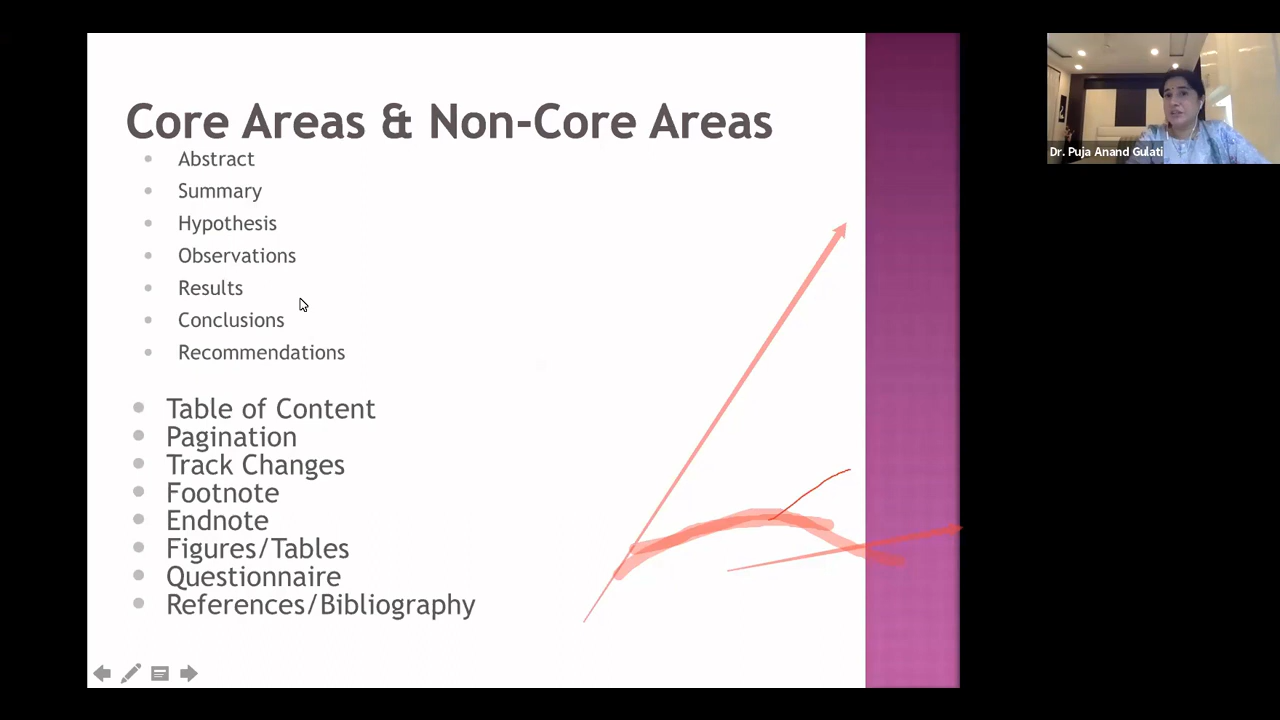 Core Areas & Non-Core Areas
Abstract
Summary
Hypothesis
Observations
Results
Conclusions
Recommendations
Table of Content
Pagination
Track Changes
Footnote
Endnote
Figures/Tables
Questionnaire
References/Bibliography
Dr. Puja Anand Gulati